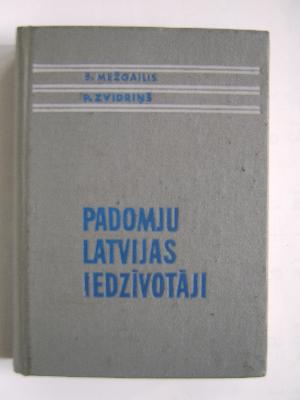 B. MEŽGAILIS
P. ZVIDRIŅŠ
PADOMJU
LATVIJAS
IEDZĪVOTĀJI